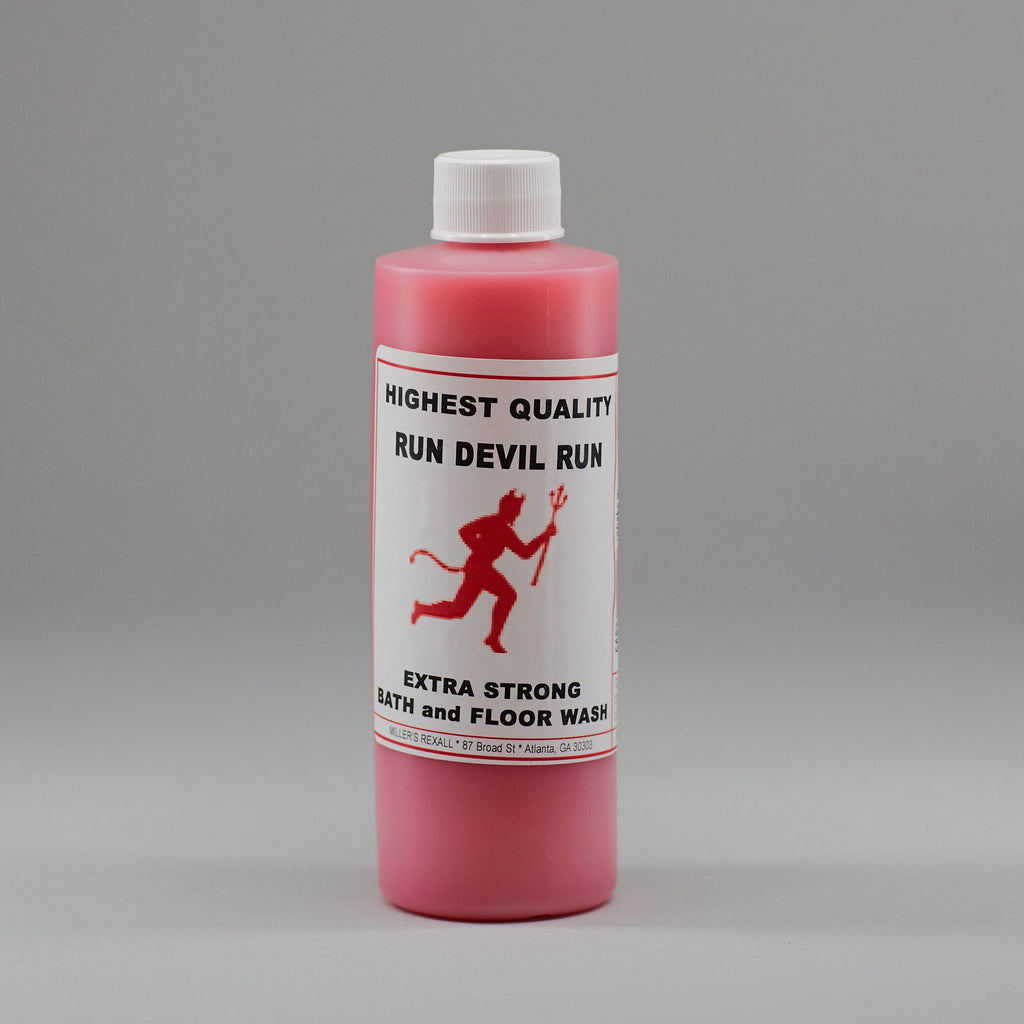 HIGHEST QUALITY
RUN DEVIL RUN
EXTRA STRONG
BATH and FLOOR WASH
MILLER'S REXALL * 87 Broad St * Atlanta, GA 30303